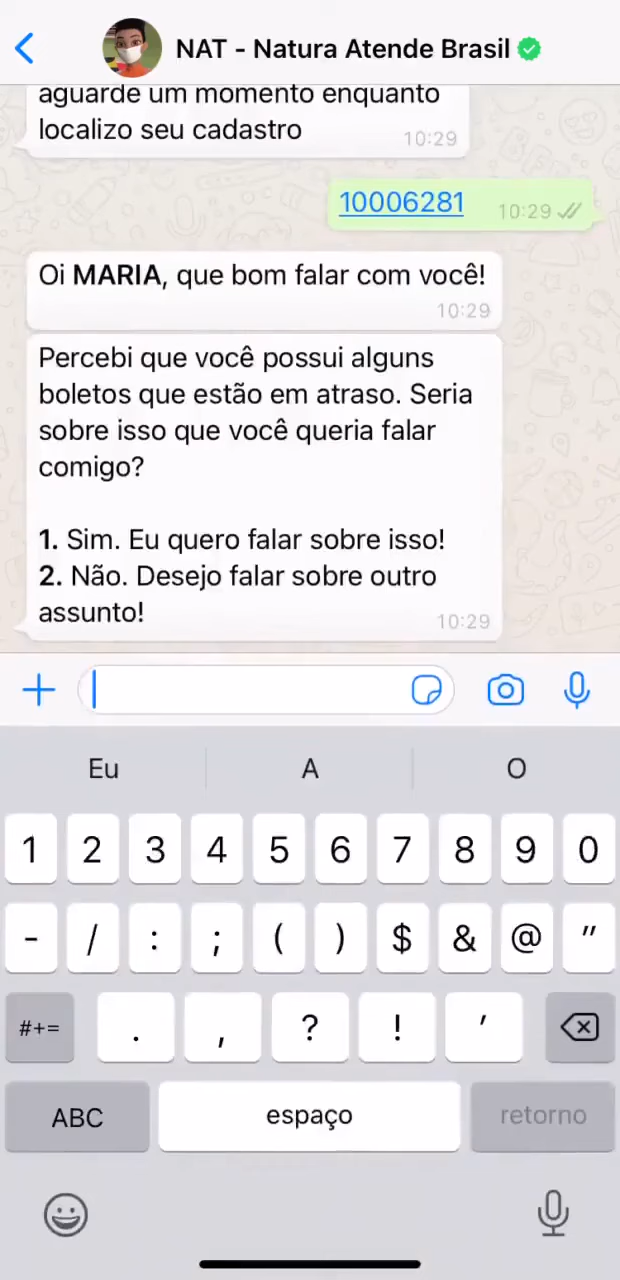 NAT - Natura Atende Brasil
aguarde um momento enquanto
localizo seu cadastro
10:29
10006281
10:29
Oi MARIA, que bom falar com você!
10:29
Percebi que você possui alguns
boletos que estão em atraso. Seria
sobre isso que você queria falar
comigo?
1. Sim. Eu quero falar sobre isso!
2. Não. Desejo falar sobre outro
assunto!
10:29
Eu A O
1 2 3 4 5 6 7 8 9 0
- / : ; ( ) $ & @ "
#+= . , ? ! '
ABC espaço retorno